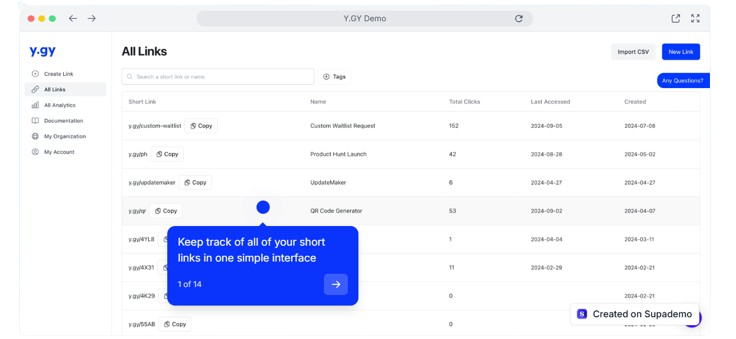 Y.GY Demo
y.gy
Create Link
All Links
All Analytics
Documentation
My Organization
My Account
All Links
Import CSV
New Link
Search a short link or name
Tags
Any Questions?
Short Link Name Total Clicks Last Accessed Created
y.gy/custom-waitlist Copy Custom Waitlist Request 152 2024-09-05 2024-07-08
y.gy/ph Copy Product Hunt Launch 42 2024-08-28 2024-05-02
y.gy/updatemaker Copy UpdateMaker 6 2024-04-27 2024-04-27
y.gy/qr Copy QR Code Generator 53 2024-09-02 2024-04-07
y.gy/4YL8 1 2024-04-04 2024-03-11
y.gy/4X31 11 2024-02-29 2024-02-21
y.gy/4K29 0 2024-02-21
y.gy/55AB Copy 0
Keep track of all of your short
links in one simple interface
1 of 14
Created on Supademo